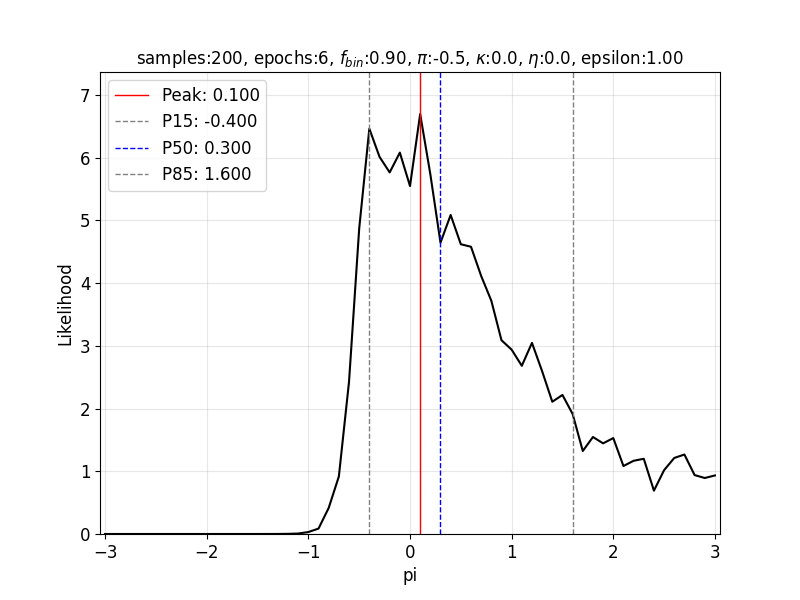 samples:200, epochs:6, f_bin:0.90, π:-0.5, κ:0.0, η:0.0, epsilon:1.00
Peak: 0.100
P15: -0.400
P50: 0.300
P85: 1.600
7
6
5
4
3
2
1
0
Likelihood
−3 −2 −1 0 1 2 3
pi